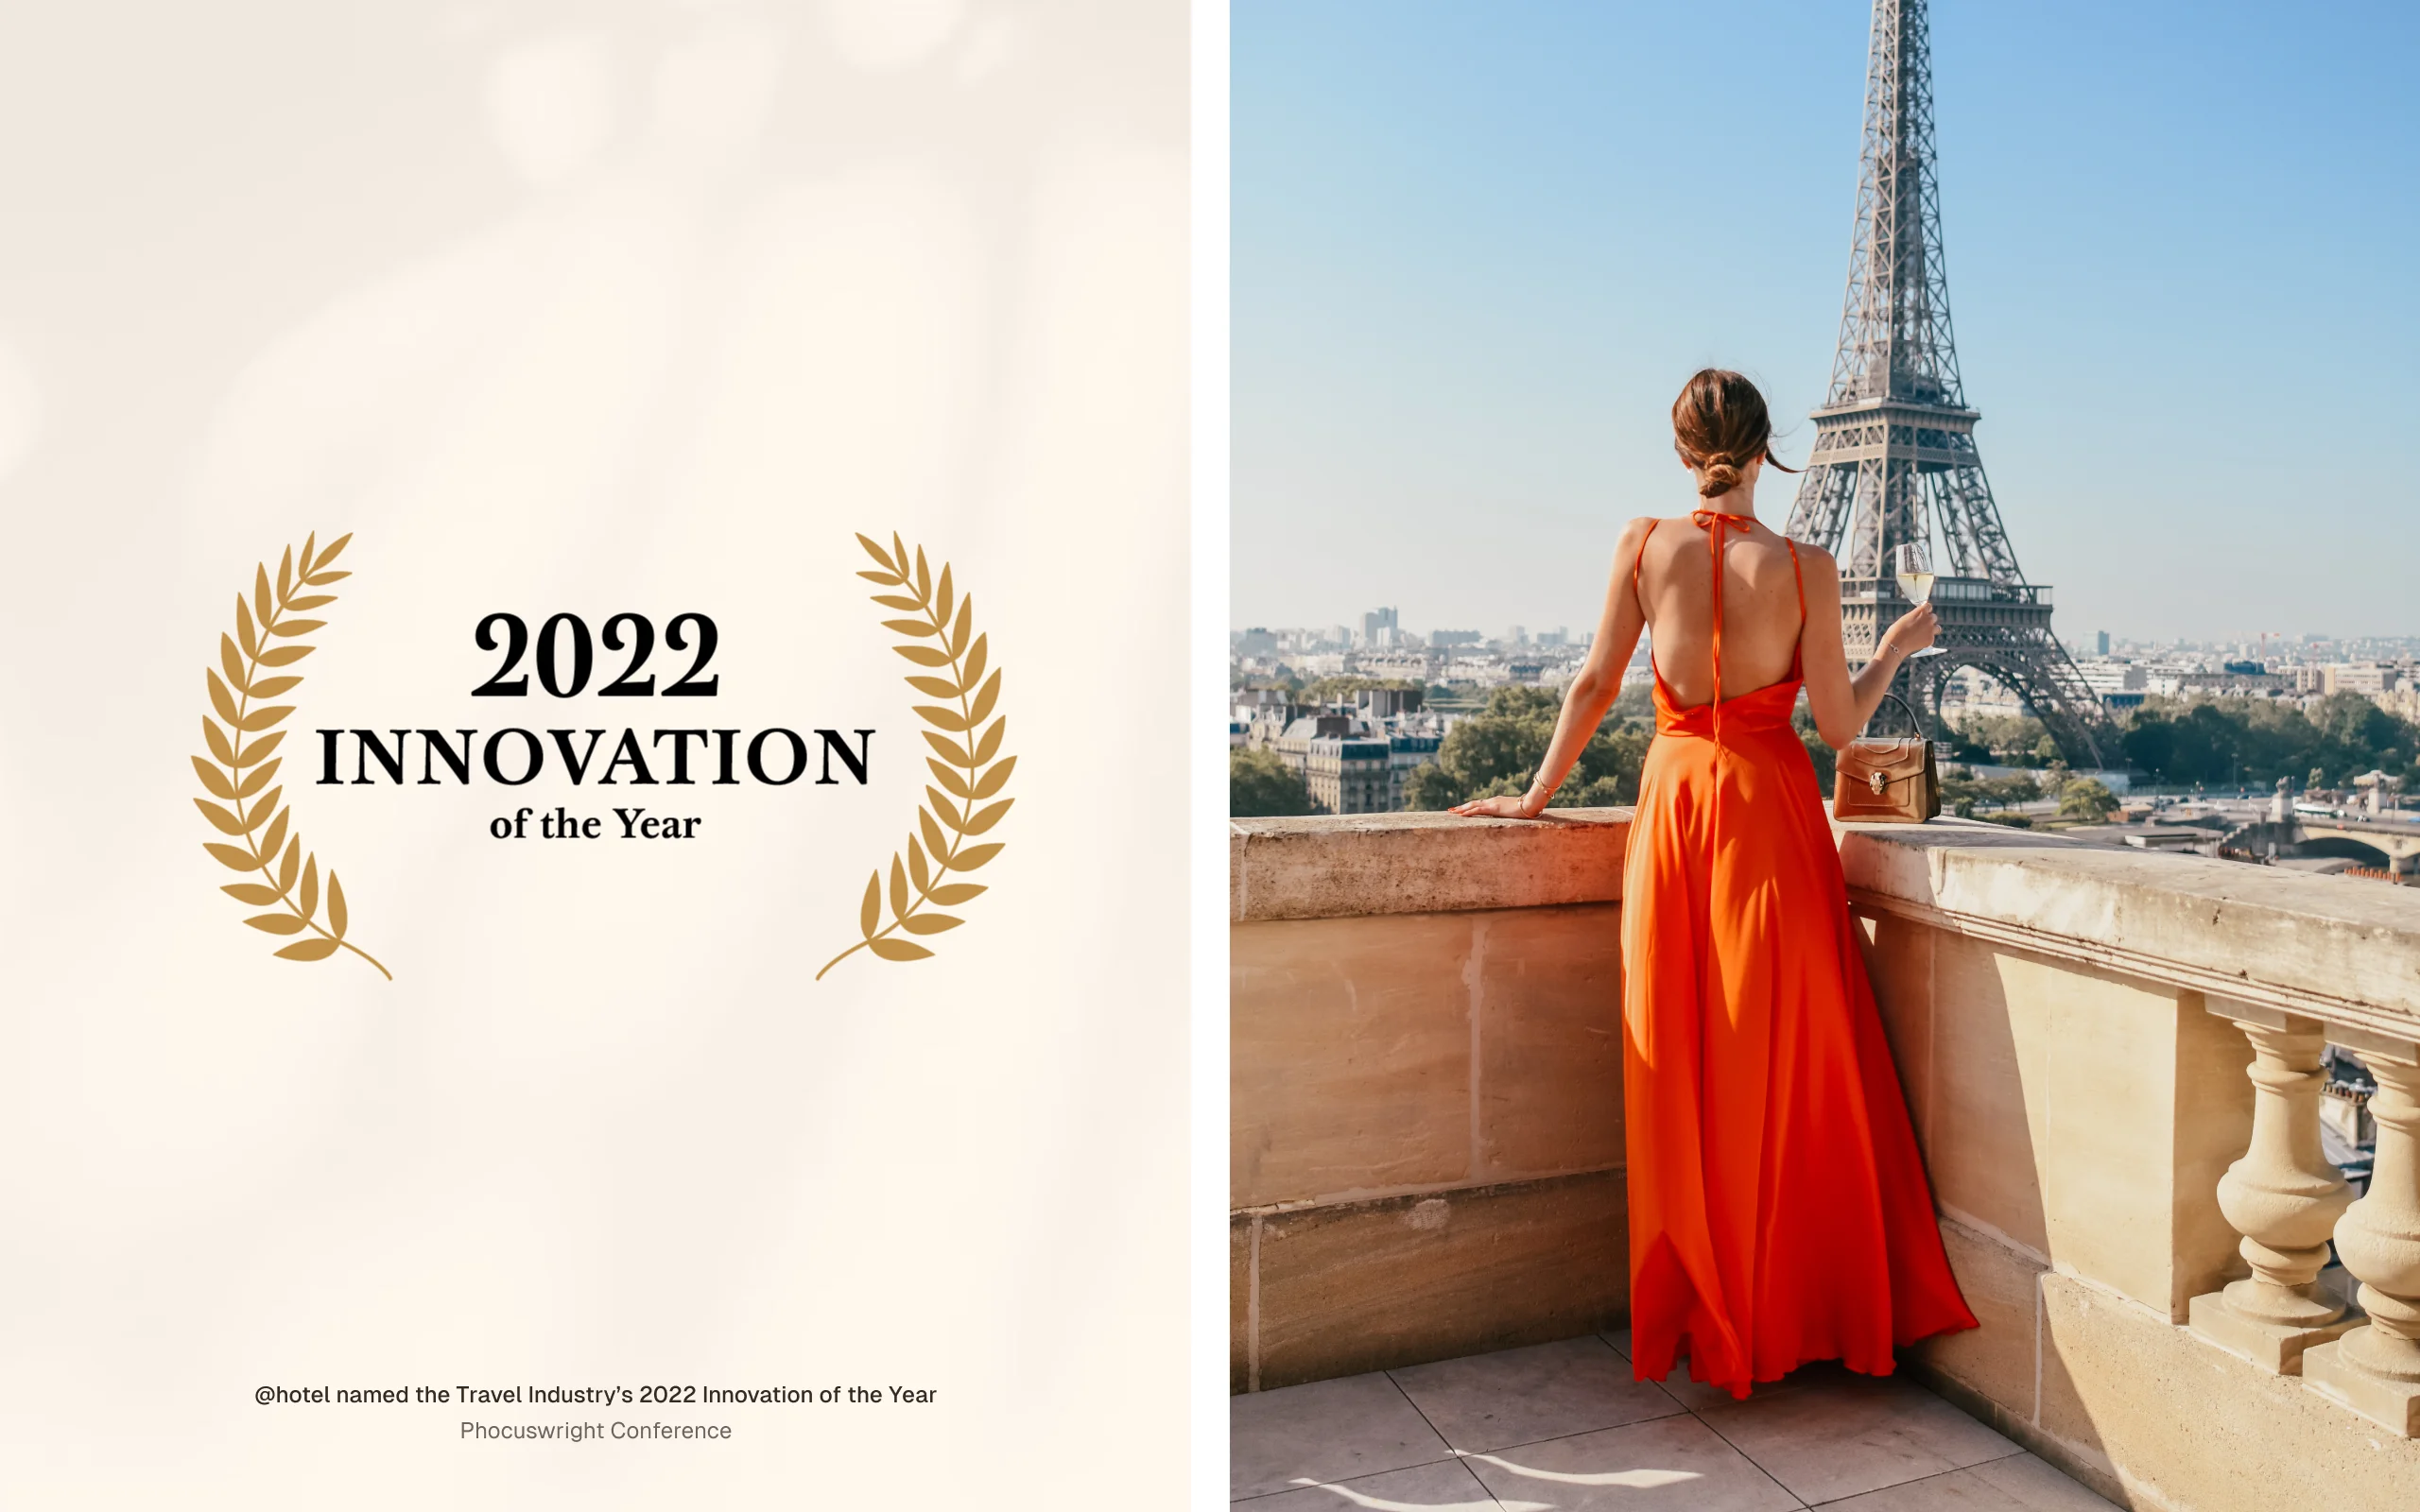 2022
INNOVATION
of the Year
@hotel named the Travel Industry’s 2022 Innovation of the Year
Phocuswright Conference